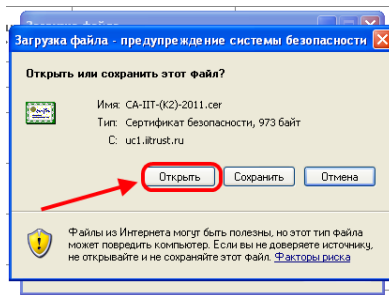 Загрузка файла
Загрузка файла - предупреждение системы безопасности
Открыть или сохранить этот файл?
Имя: CA-IIT-(K2)-2011.cer
Тип: Сертификат безопасности, 973 байт
С: uc1.iitrust.ru
Открыть Сохранить Отмена
Файлы из Интернета могут быть полезны, но этот тип файла
может повредить компьютер. Если вы не доверяете источнику,
не открывайте и не сохраняйте этот файл. Факторы риска